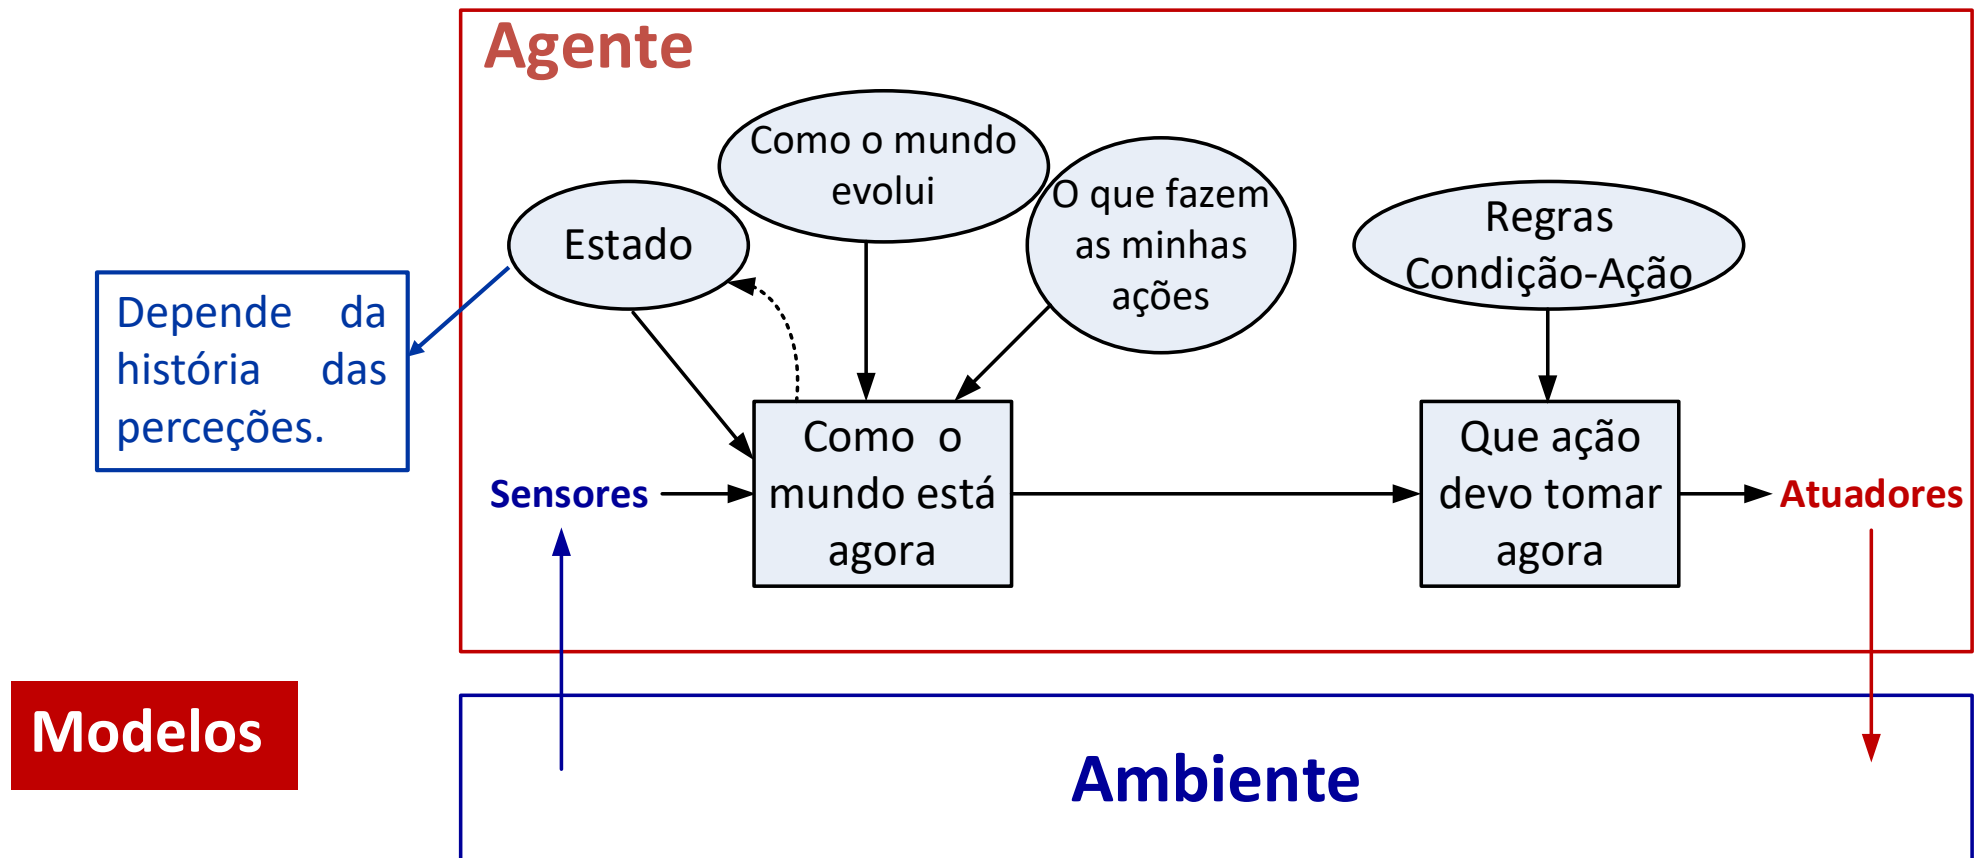 Agente
Como o mundo
evolui
O que fazem
as minhas
ações
Estado
Regras
Condição-Ação
Depende da
história das
perceções.
Sensores
Como o
mundo está
agora
Que ação
devo tomar
agora
Atuadores
Modelos
Ambiente